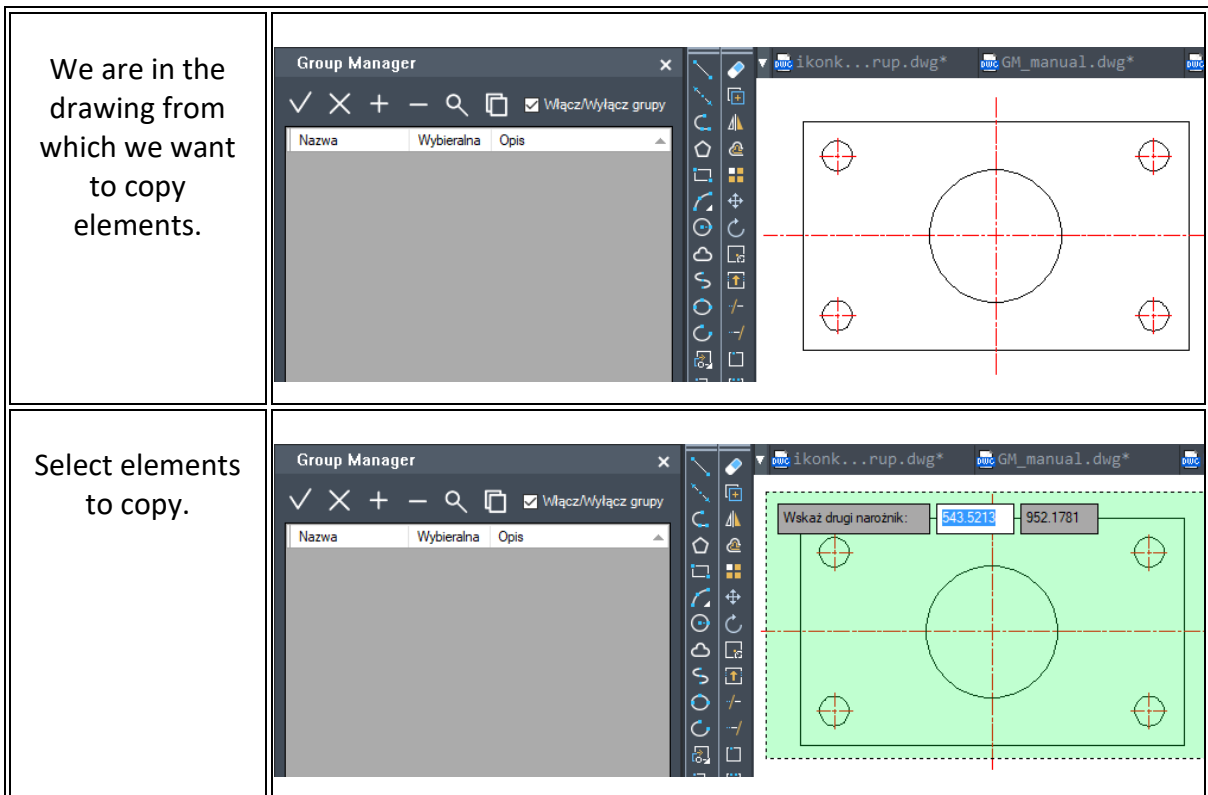 We are in the
drawing from
which we want
to copy
elements.
Group Manager
Włącz/Wyłącz grupy
Nazwa Wybieralna Opis
ikonk...rup.dwg* GM_manual.dwg*
Select elements
to copy.
Group Manager
Włącz/Wyłącz grupy
Nazwa Wybieralna Opis
ikonk...rup.dwg* GM_manual.dwg*
Wskaż drugi narożnik: 543.5213 952.1781